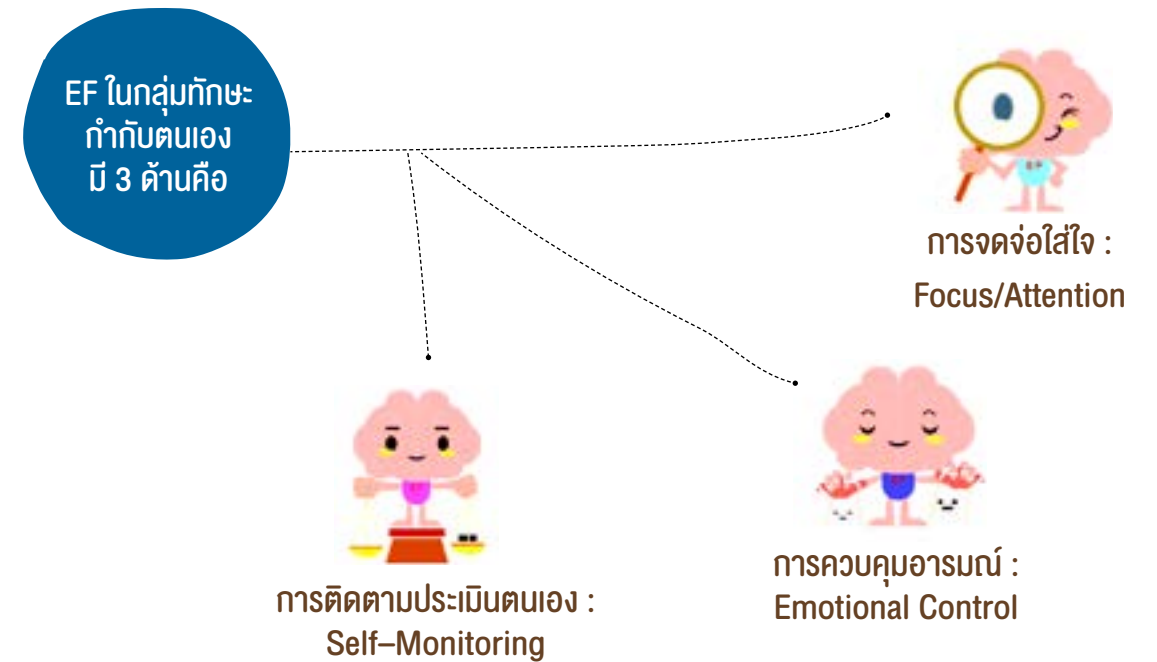 EF ในกลุ่มทักษะ
กำกับตนเอง
มี 3 ด้านคือ
การจดจ่อใส่ใจ :
Focus/Attention
การติดตามประเมินตนเอง :
Self–Monitoring
การควบคุมอารมณ์ :
Emotional Control